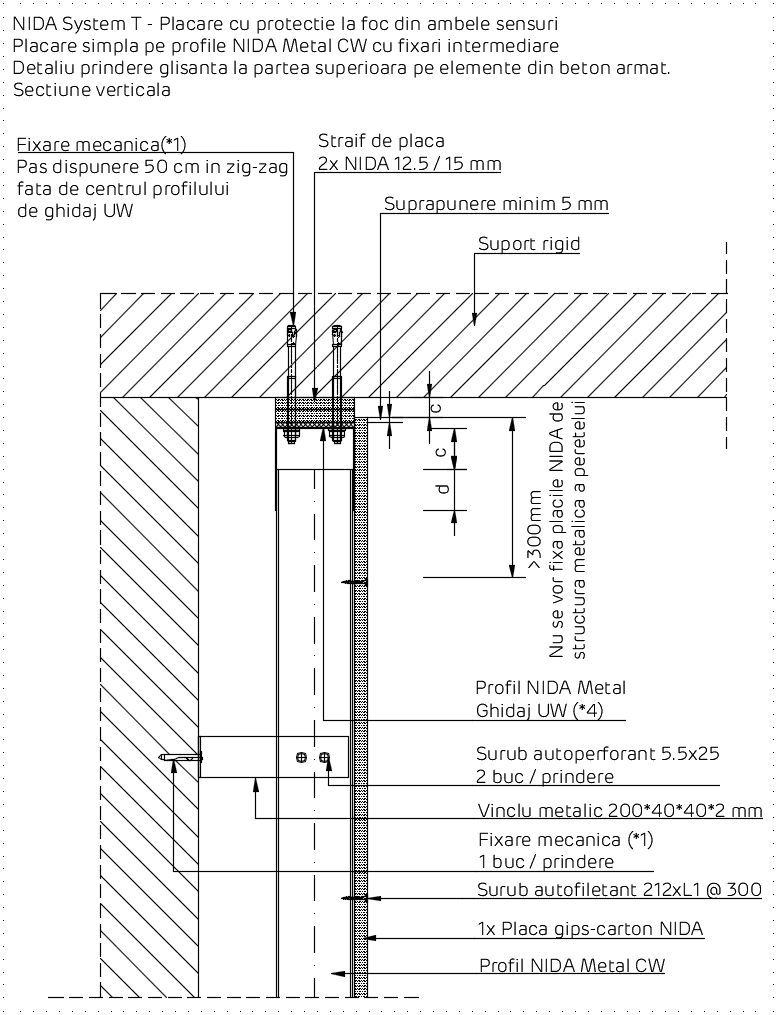 NIDA System T - Placare cu protectie la foc din ambele sensuri
Placare simpla pe profile NIDA Metal CW cu fixari intermediare
Detaliu prindere glisanta la partea superioara pe elemente din beton armat.
Sectiune verticala
Fixare mecanica(*1)
Pas dispunere 50 cm in zig-zag
fata de centrul profilului
de ghidaj UW
Straif de placa
2x NIDA 12.5 / 15 mm
Suprapunere minim 5 mm
Suport rigid
c
c
d
>300mm
Nu se vor fixa placile NIDA de
structura metalica a peretelui
Profil NIDA Metal
Ghidaj UW (*4)
Surub autoperforant 5.5x25
2 buc / prindere
Vinclu metalic 200*40*40*2 mm
Fixare mecanica (*1)
1 buc / prindere
Surub autofiletant 212xL1 @ 300
1x Placa gips-carton NIDA
Profil NIDA Metal CW